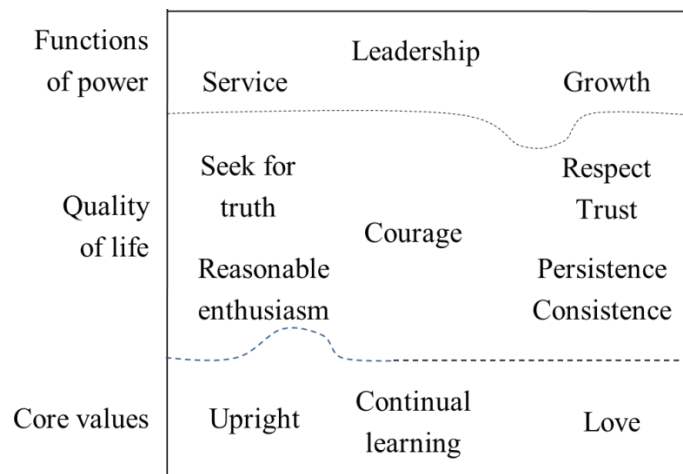 Functions
of power
Leadership
Service
Growth
Quality
of life
Seek for
truth
Respect
Trust
Courage
Reasonable
enthusiasm
Persistence
Consistence
Core values
Upright
Continual
learning
Love